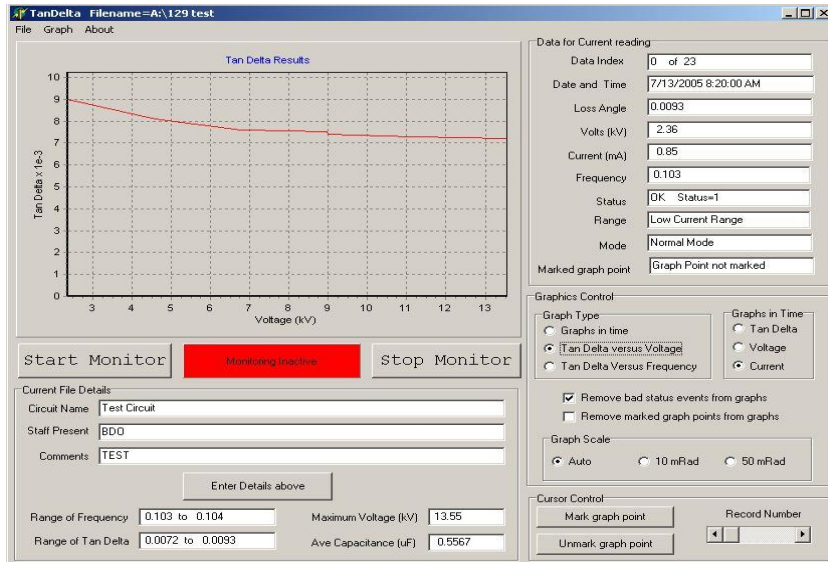 TanDelta Filename=A:\129 test
File Graph About
Tan Delta Results
10
9
8
7
6
5
4
3
2
1
0
Tan Delta x 1e-3
3 4 5 6 7 8 9 10 11 12 13
Voltage (kV)
Start Monitor
Monitoring Inactive
Stop Monitor
Current File Details
Circuit Name Test Circuit
Staff Present BDO
Comments TEST
Enter Details above
Range of Frequency 0.103 to 0.104
Maximum Voltage (kV) 13.55
Range of Tan Delta 0.0072 to 0.0093
Ave Capacitance (uF) 0.5567
Data for Current reading
Data Index 0 of 23
Date and Time 7/13/2005 8:20:00 AM
Loss Angle 0.0093
Volts (kV) 2.36
Current (mA) 0.85
Frequency 0.103
Status OK Status=1
Range Low Current Range
Mode Normal Mode
Marked graph point Graph Point not marked
Graphics Control
Graph Type
Graphs in time
Tan Delta versus Voltage
Tan Delta Versus Frequency
Graphs in Time
Tan Delta
Voltage
Current
Remove bad status events from graphs
Remove marked graph points from graphs
Graph Scale
Auto 10 mRad 50 mRad
Cursor Control
Mark graph point
Unmark graph point
Record Number